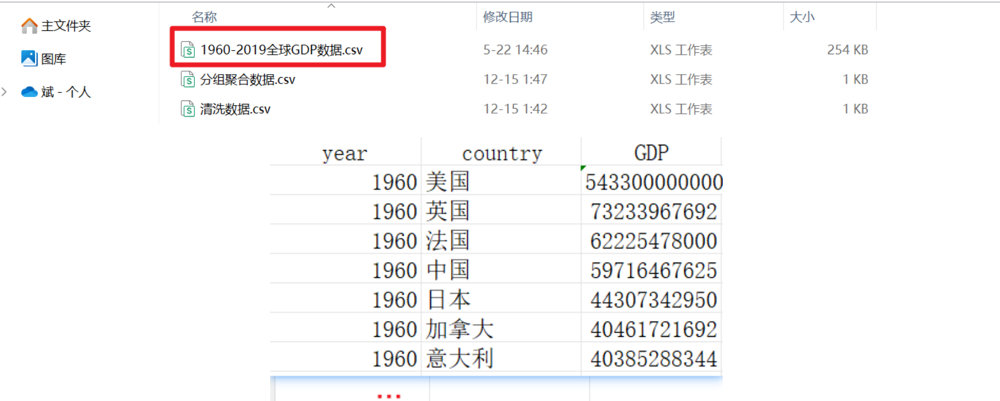 名称 修改日期 类型 大小
主文件夹
1960-2019全球GDP数据.csv 5-22 14:46 XLS 工作表 254 KB
图库
分组聚合数据.csv 12-15 1:47 XLS 工作表 1 KB
斌 - 个人
清洗数据.csv 12-15 1:42 XLS 工作表 1 KB
year country GDP
1960 美国 543300000000
1960 英国 73233967692
1960 法国 62225478000
1960 中国 59716467625
1960 日本 44307342950
1960 加拿大 40461721692
1960 意大利 40385288344
...